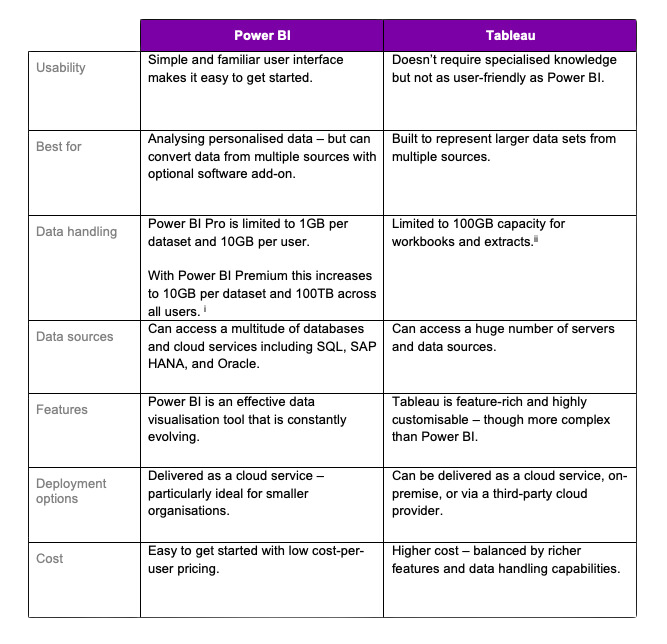 Power BI
Tableau
Usability
Simple and familiar user interface
makes it easy to get started.
Doesn’t require specialised knowledge
but not as user-friendly as Power BI.
Best for
Analysing personalised data – but can
convert data from multiple sources with
optional software add-on.
Built to represent larger data sets from
multiple sources.
Data handling
Power BI Pro is limited to 1GB per
dataset and 10GB per user.
With Power BI Premium this increases
to 10GB per dataset and 100TB across
all users. i
Limited to 100GB capacity for
workbooks and extracts.ii
Data sources
Can access a multitude of databases
and cloud services including SQL, SAP
HANA, and Oracle.
Can access a huge number of servers
and data sources.
Features
Power BI is an effective data
visualisation tool that is constantly
evolving.
Tableau is feature-rich and highly
customisable – though more complex
than Power BI.
Deployment
options
Delivered as a cloud service –
particularly ideal for smaller
organisations.
Can be delivered as a cloud service, on-
premise, or via a third-party cloud
provider.
Cost
Easy to get started with low cost-per-
user pricing.
Higher cost – balanced by richer
features and data handling capabilities.